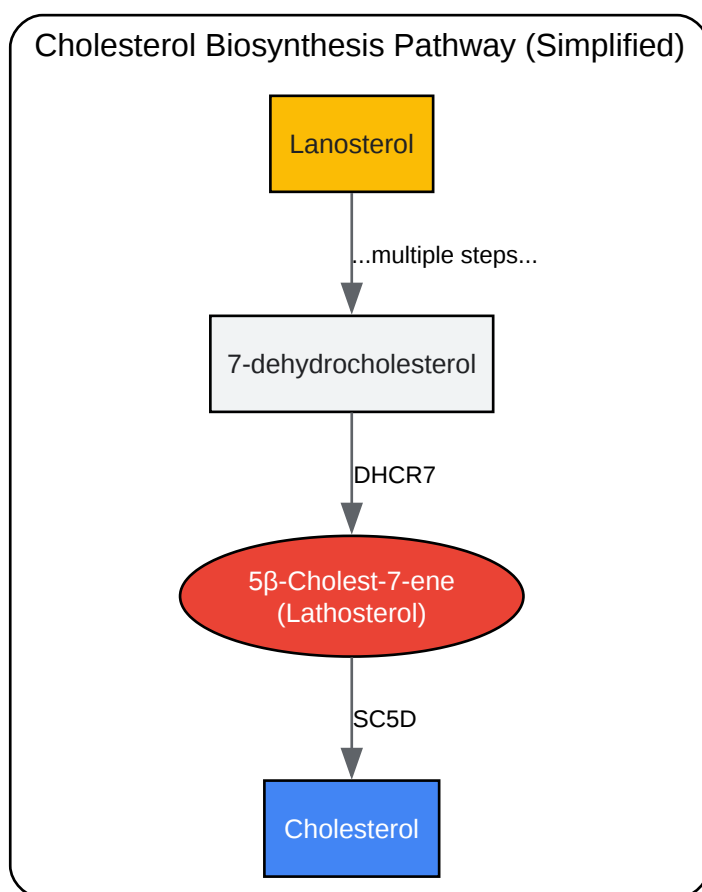 Cholesterol Biosynthesis Pathway (Simplified)
Lanosterol
...multiple steps...
7-dehydrocholesterol
DHCR7
5β-Cholest-7-ene
(Lathosterol)
SC5D
Cholesterol